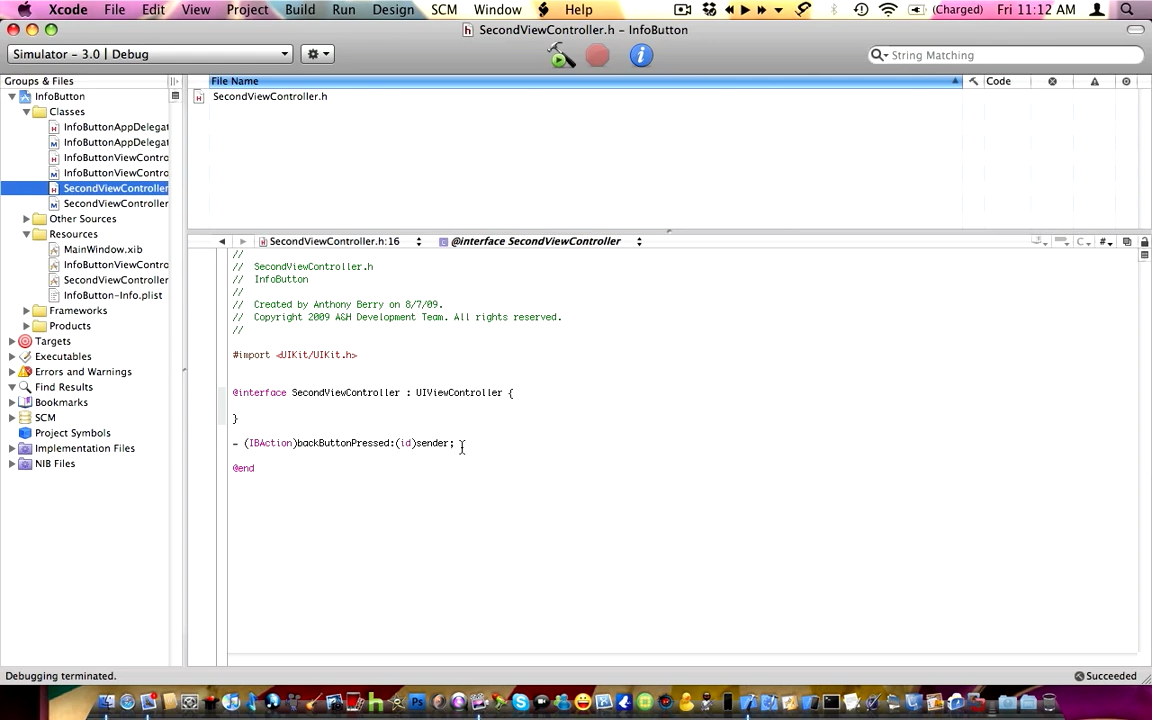 Xcode File Edit View Project Build Run Design SCM Window Help (Charged) Fri 11:12 AM
SecondViewController.h - InfoButton
Simulator - 3.0 | Debug
String Matching
Groups & Files
File Name
Code
InfoButton
SecondViewController.h
Classes
InfoButtonAppDelegat
InfoButtonAppDelegat
InfoButtonViewContro
InfoButtonViewContro
SecondViewController
SecondViewController
Other Sources
Resources
MainWindow.xib
InfoButtonViewContro
SecondViewController
InfoButton-Info.plist
Frameworks
Products
Targets
Executables
Errors and Warnings
Find Results
Bookmarks
SCM
Project Symbols
Implementation Files
NIB Files
SecondViewController.h:16
@interface SecondViewController
//
// SecondViewController.h
// InfoButton
//
// Created by Anthony Berry on 8/7/09.
// Copyright 2009 A&H Development Team. All rights reserved.
//
#import <UIKit/UIKit.h>
@interface SecondViewController : UIViewController {
}
- (IBAction)backButtonPressed:(id)sender;
@end
Debugging terminated.
Succeeded